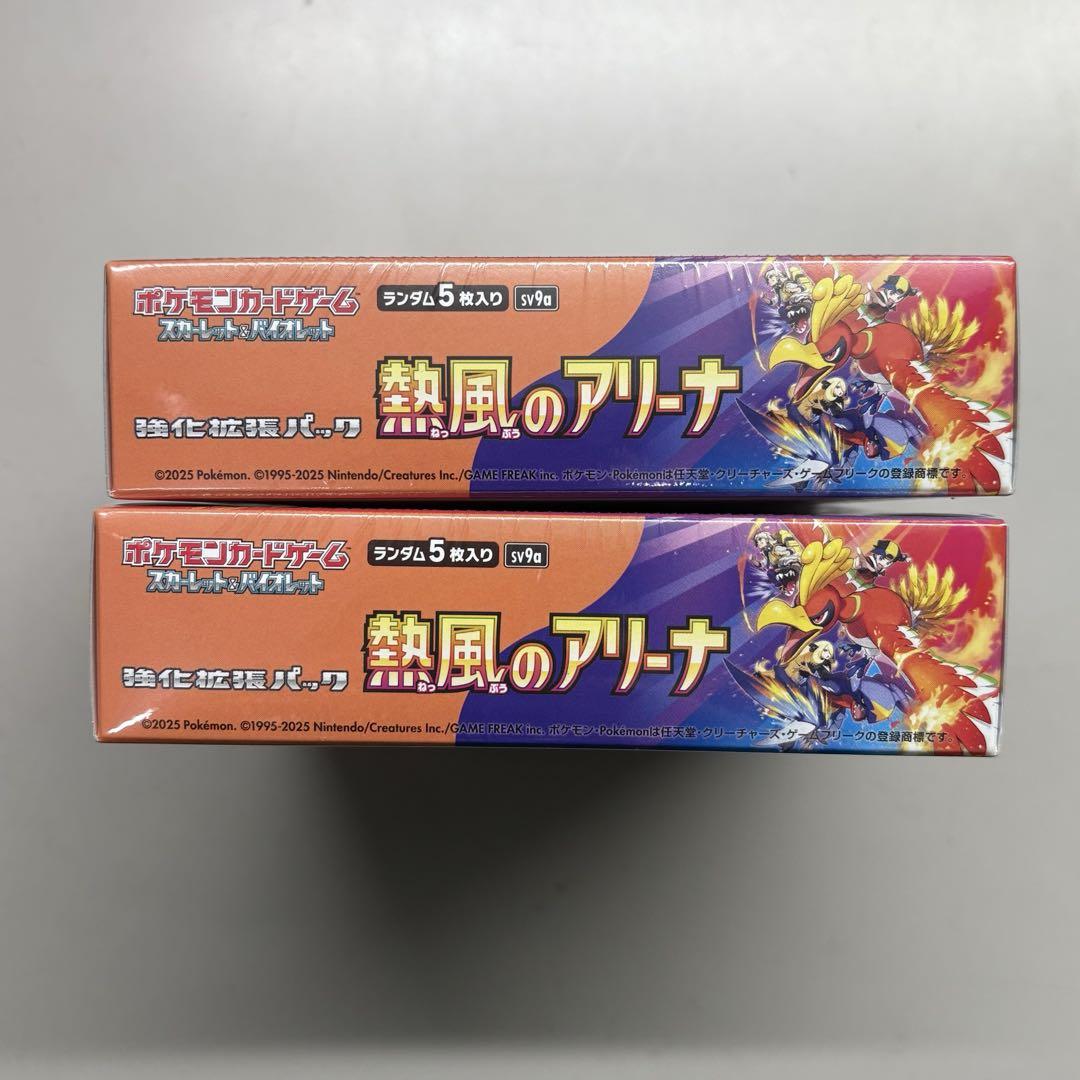 ポケモンカードゲーム
スカーレット&バイオレット
ランダム5枚入り
SV9a
強化拡張パック
熱風のアリーナ
ねっ ぷう
©2025 Pokémon. ©1995-2025 Nintendo/Creatures Inc./GAME FREAK inc. ポケモン・Pokémonは任天堂・クリーチャーズ・ゲームフリークの登録商標です。
ポケモンカードゲーム
スカーレット&バイオレット
ランダム5枚入り
SV9a
強化拡張パック
熱風のアリーナ
ねっ ぷう
©2025 Pokémon. ©1995-2025 Nintendo/Creatures Inc./GAME FREAK inc. ポケモン・Pokémonは任天堂・クリーチャーズ・ゲームフリークの登録商標です。